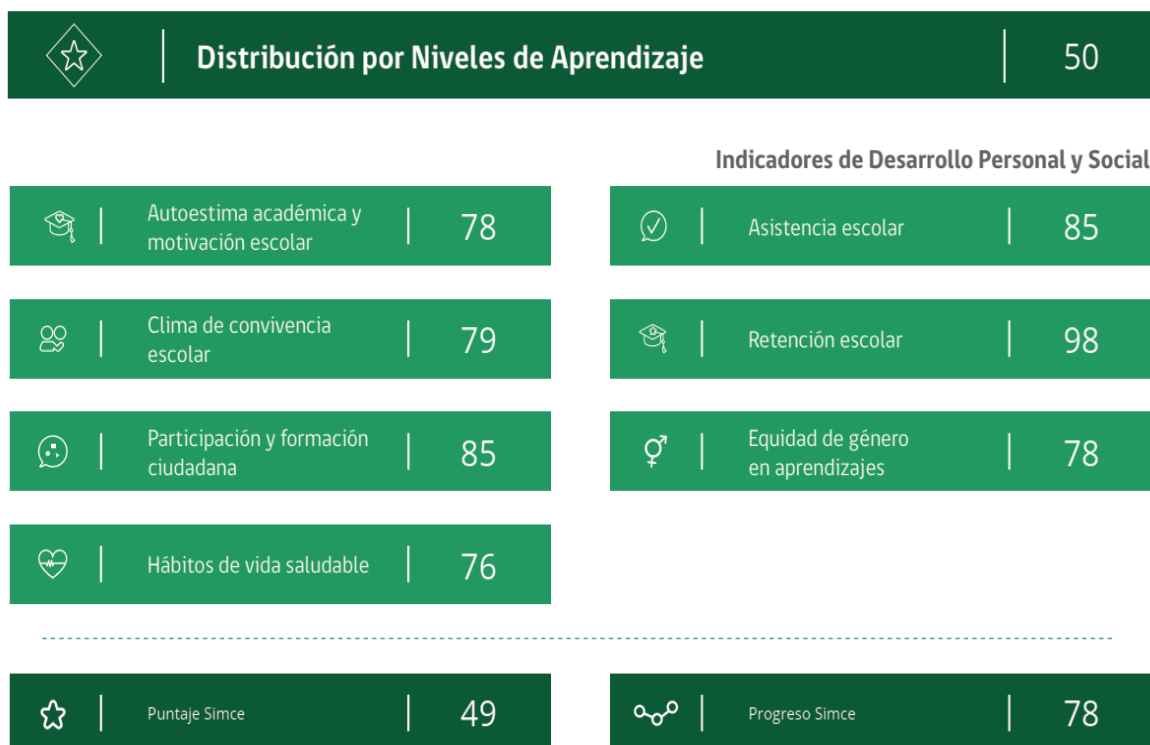 Distribución por Niveles de Aprendizaje
50
Indicadores de Desarrollo Personal y Social
Autoestima académica y
motivación escolar
78
Asistencia escolar
85
Clima de convivencia
escolar
79
Retención escolar
98
Participación y formación
ciudadana
85
Equidad de género
en aprendizajes
78
Hábitos de vida saludable
76
Puntaje Simce
49
Progreso Simce
78